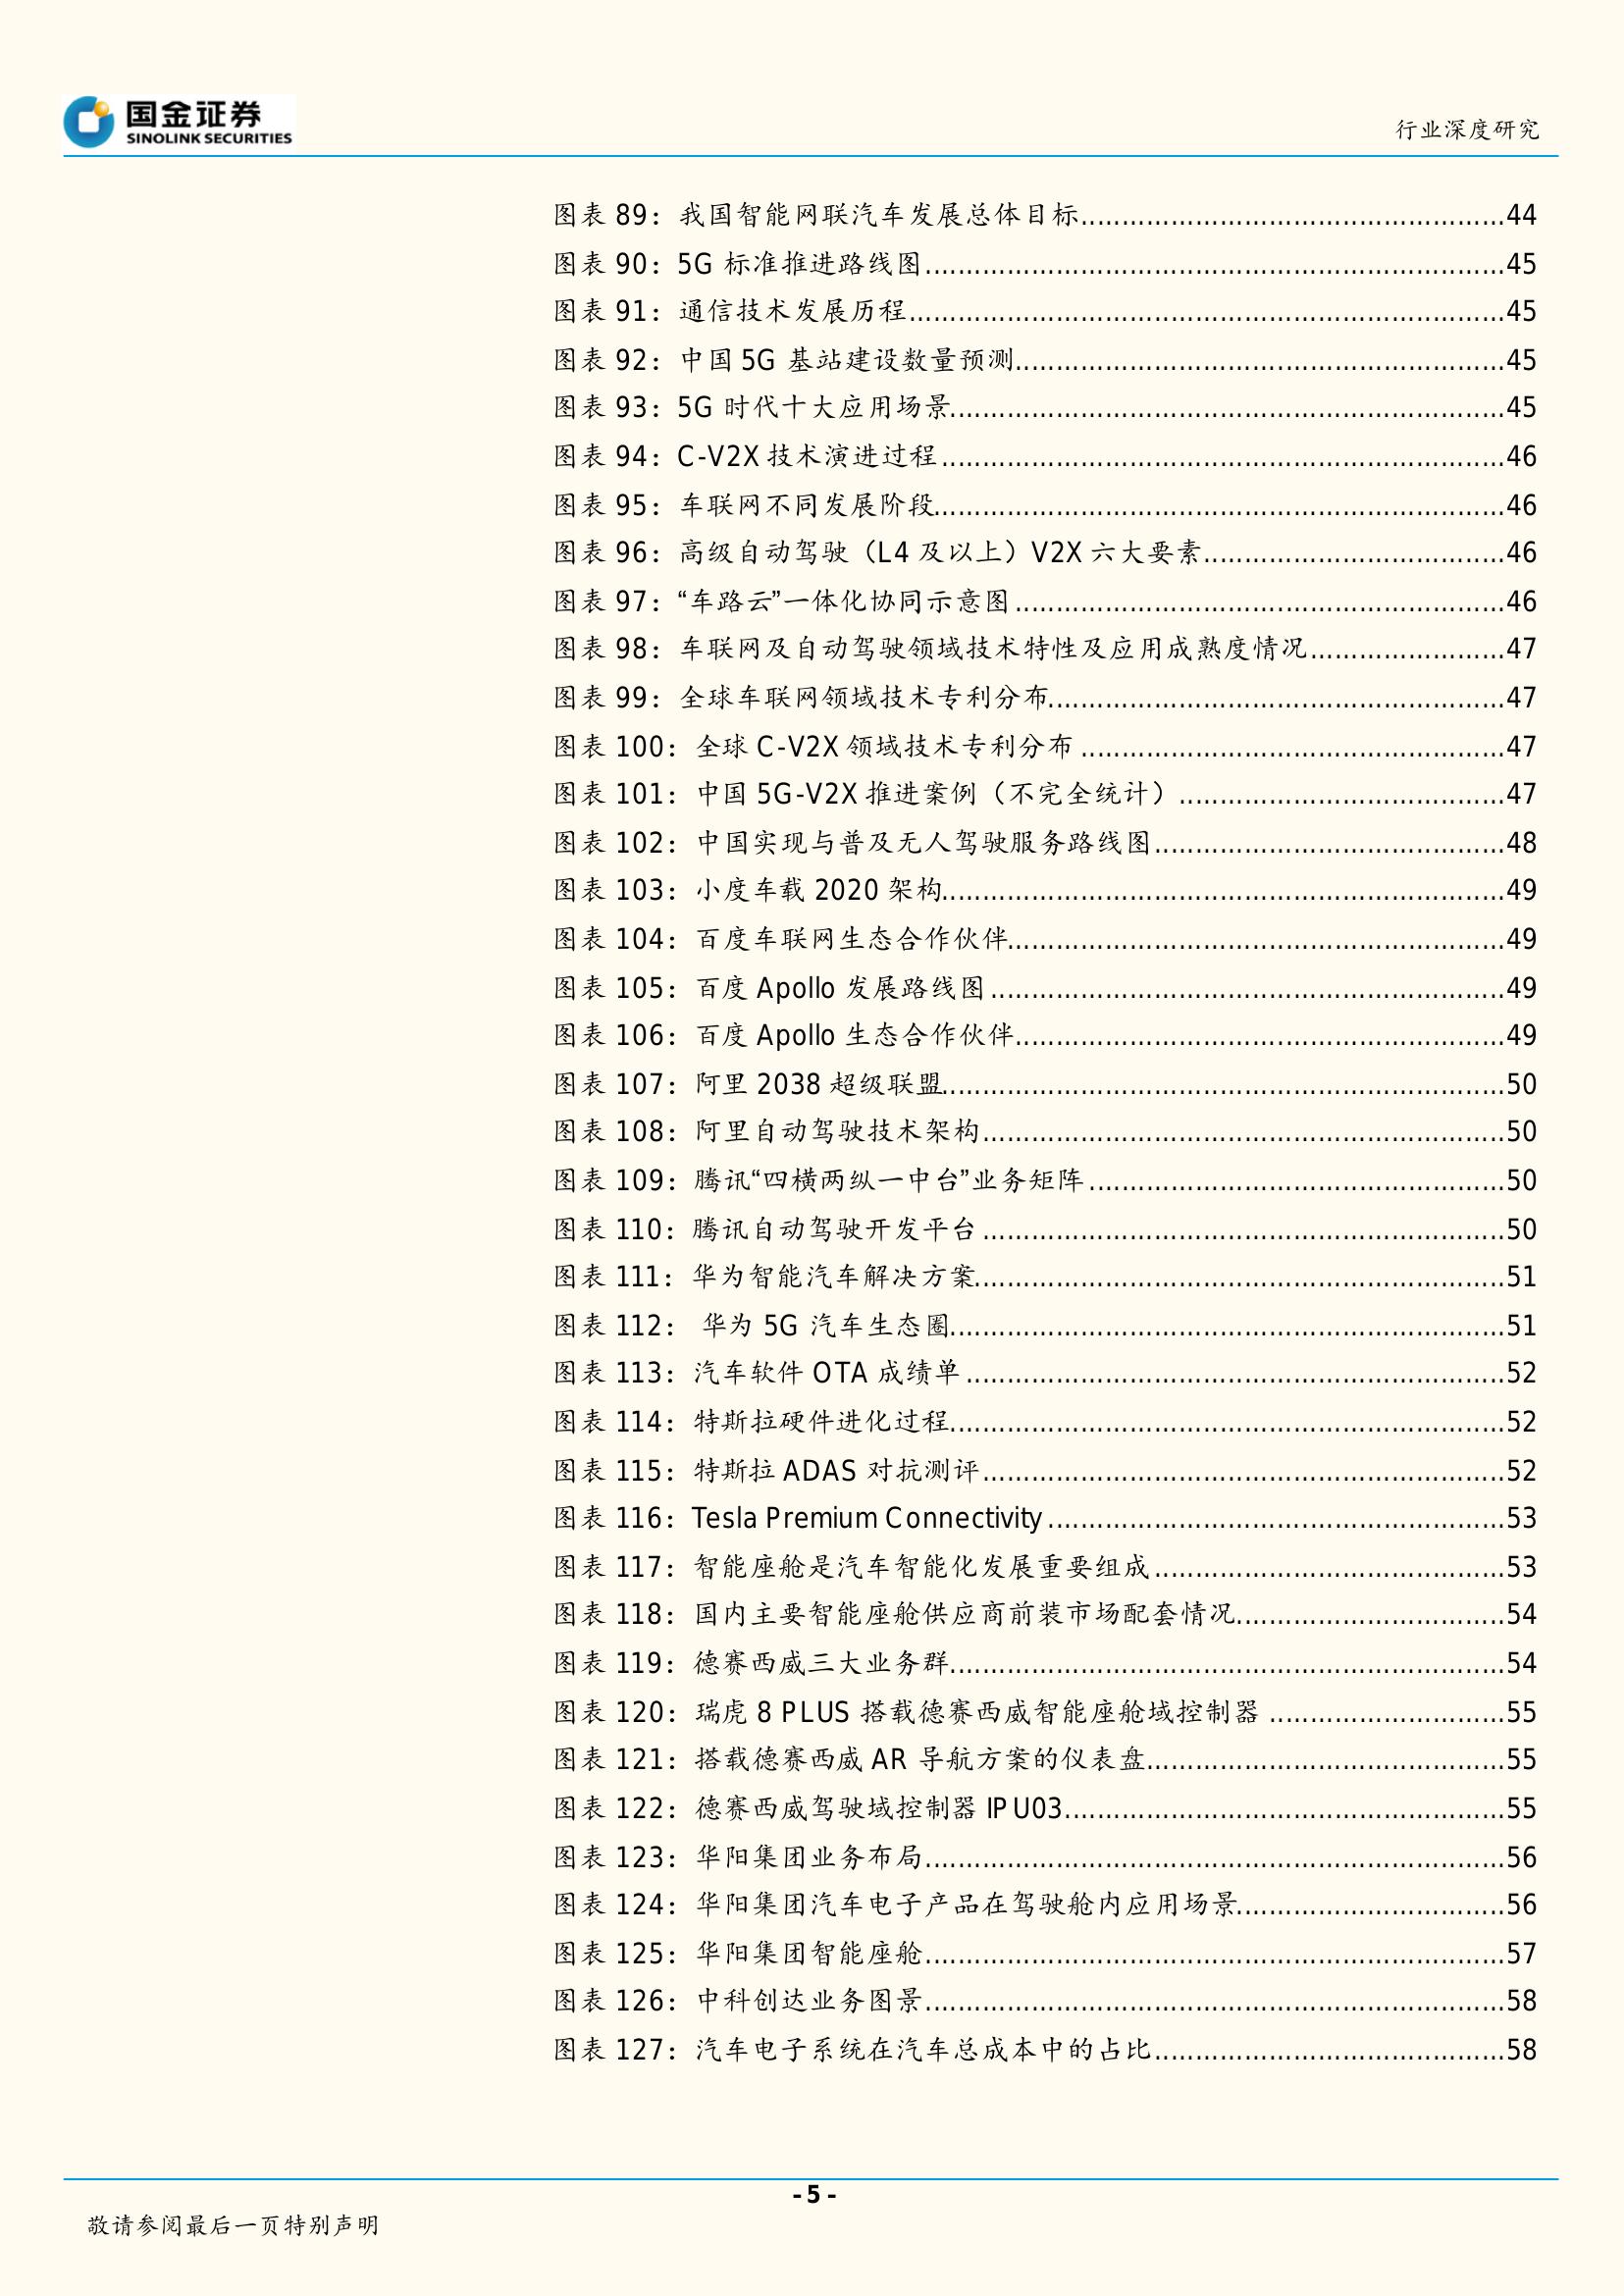 国金证券
SINOLINK SECURITIES
行业深度研究
图表 89：我国智能网联汽车发展总体目标..................................................44
图表 90：5G 标准推进路线图..................................................45
图表 91：通信技术发展历程..................................................45
图表 92：中国 5G 基站建设数量预测..................................................45
图表 93：5G 时代十大应用场景..................................................45
图表 94：C-V2X 技术演进过程..................................................46
图表 95：车联网不同发展阶段..................................................46
图表 96：高级自动驾驶（L4 及以上）V2X 六大要素..................................................46
图表 97：“车路云”一体化协同示意图..................................................46
图表 98：车联网及自动驾驶领域技术特性及应用成熟度情况........................47
图表 99：全球车联网领域技术专利分布..................................................47
图表 100：全球 C-V2X 领域技术专利分布..................................................47
图表 101：中国 5G-V2X 推进案例（不完全统计）........................................47
图表 102：中国实现与普及无人驾驶服务路线图...........................................48
图表 103：小度车载 2020 架构..................................................49
图表 104：百度车联网生态合作伙伴..................................................49
图表 105：百度 Apollo 发展路线图..................................................49
图表 106：百度 Apollo 生态合作伙伴..................................................49
图表 107：阿里 2038 超级联盟..................................................50
图表 108：阿里自动驾驶技术架构..................................................50
图表 109：腾讯“四横两纵一中台”业务矩阵..................................................50
图表 110：腾讯自动驾驶开发平台..................................................50
图表 111：华为智能汽车解决方案..................................................51
图表 112： 华为 5G 汽车生态圈..................................................51
图表 113：汽车软件 OTA 成绩单..................................................52
图表 114：特斯拉硬件进化过程..................................................52
图表 115：特斯拉 ADAS 对抗测评..................................................52
图表 116：Tesla Premium Connectivity..................................................53
图表 117：智能座舱是汽车智能化发展重要组成...........................................53
图表 118：国内主要智能座舱供应商前装市场配套情况.................................54
图表 119：德赛西威三大业务群..................................................54
图表 120：瑞虎 8 PLUS 搭载德赛西威智能座舱域控制器 .............................55
图表 121：搭载德赛西威 AR 导航方案的仪表盘............................................55
图表 122：德赛西威驾驶域控制器 IPU03..................................................55
图表 123：华阳集团业务布局..................................................56
图表 124：华阳集团汽车电子产品在驾驶舱内应用场景.................................56
图表 125：华阳集团智能座舱..................................................57
图表 126：中科创达业务图景..................................................58
图表 127：汽车电子系统在汽车总成本中的占比...........................................58
- 5 -
敬请参阅最后一页特别声明